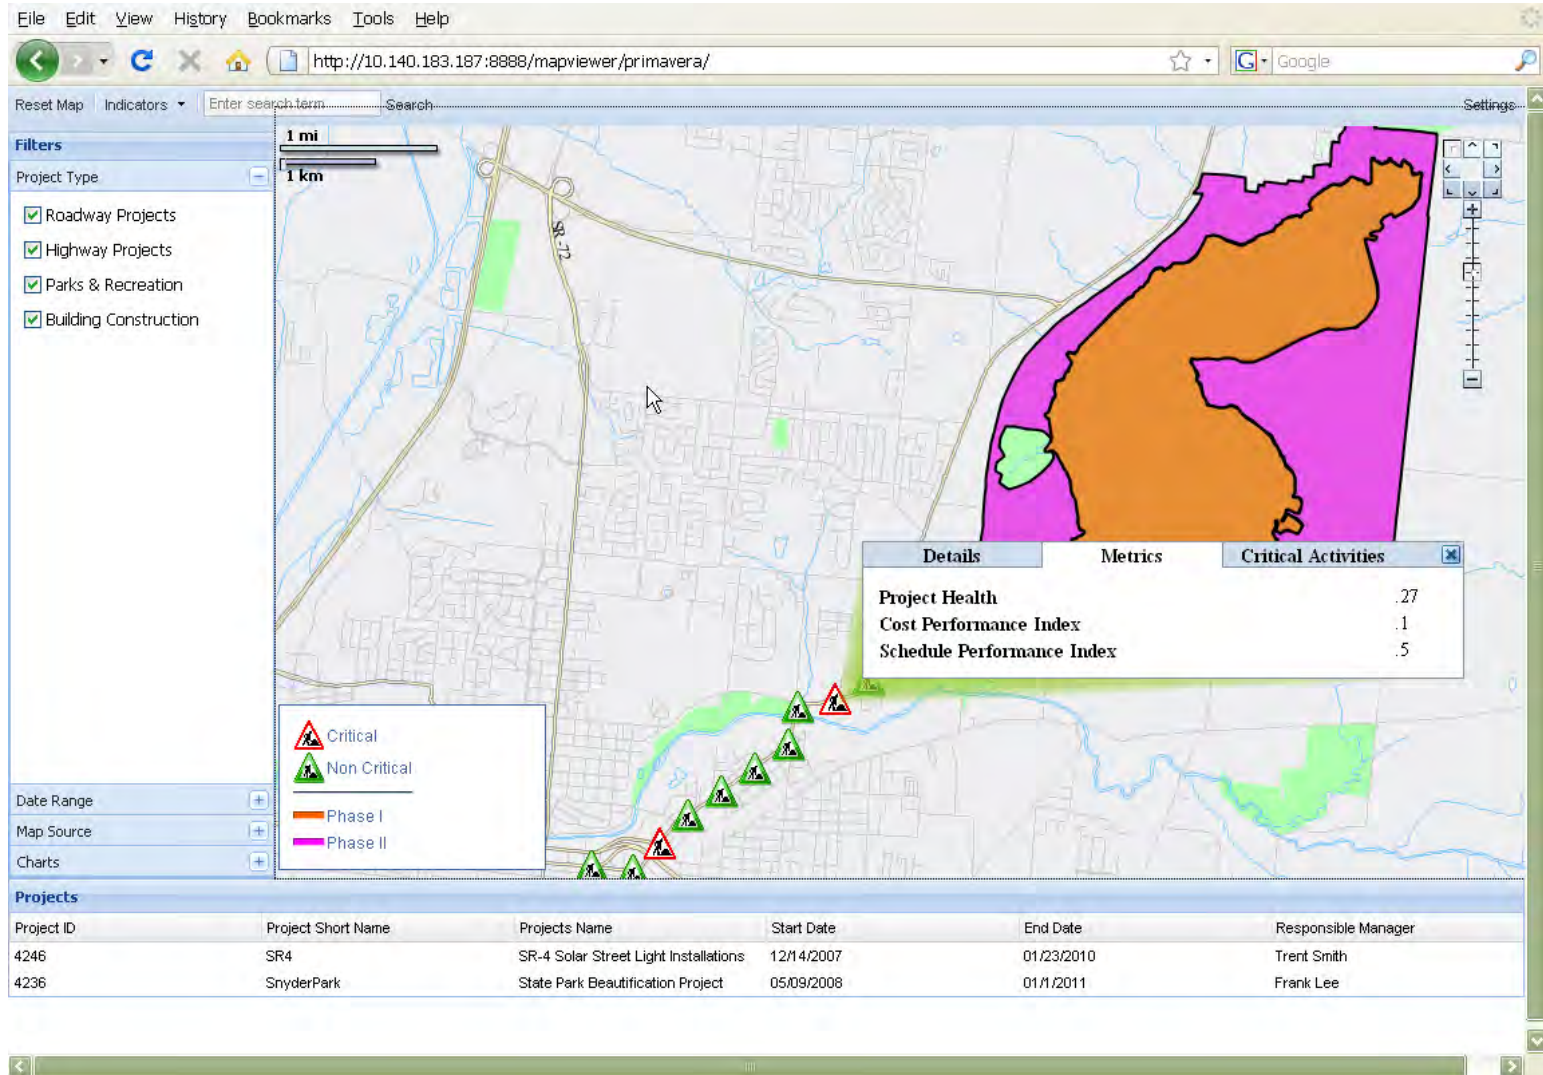 File Edit View History Bookmarks Tools Help
http://10.140.183.187:8888/mapviewer/primavera/
Google
Reset Map Indicators Enter search term Search Settings
Filters
Project Type
Roadway Projects
Highway Projects
Parks & Recreation
Building Construction
Date Range
Map Source
Charts
1 mi
1 km
SR-72
Details Metrics Critical Activities
Project Health .27
Cost Performance Index .1
Schedule Performance Index .5
Critical
Non Critical
Phase I
Phase II
Projects
Project ID Project Short Name Projects Name Start Date End Date Responsible Manager
4246 SR4 SR-4 Solar Street Light Installations 12/14/2007 01/23/2010 Trent Smith
4236 SnyderPark State Park Beautification Project 05/09/2008 01/1/2011 Frank Lee